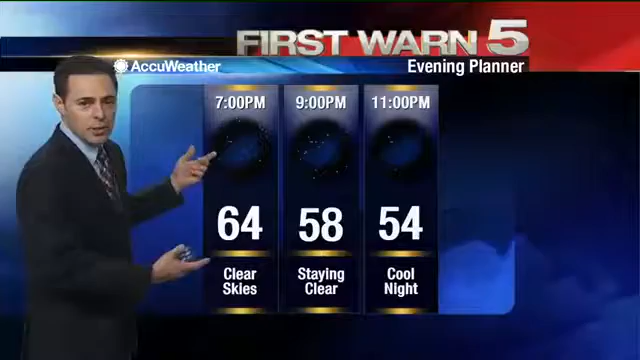 FIRST WARN 5
AccuWeather
Evening Planner
7:00PM 9:00PM 11:00PM
64 58 54
Clear Staying Cool
Skies Clear Night